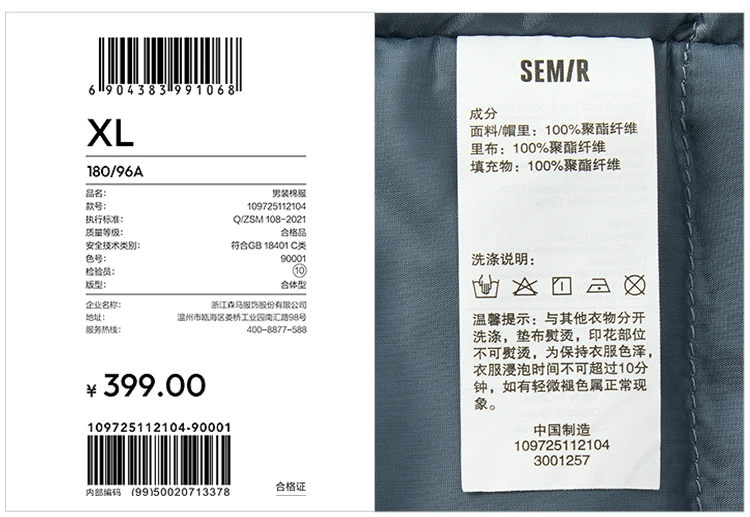 6 904383 991068
XL
180/96A
品名: 男装棉服
款号: 109725112104
执行标准: Q/ZSM 108-2021
质量等级: 合格品
安全技术类别: 符合GB 18401 C类
色号: 90001
检验员: 10
版型: 合体型
企业名称: 浙江森马服饰股份有限公司
地址: 温州市瓯海区娄桥工业园南汇路98号
服务热线: 400-8877-588
¥ 399.00
109725112104-90001
内部编码 (99)50020713378
合格证
SEMIR
成分
面料/帽里: 100%聚酯纤维
里布: 100%聚酯纤维
填充物: 100%聚酯纤维
洗涤说明:
温馨提示: 与其他衣物分开
洗涤, 垫布熨烫, 印花部位
不可熨烫, 为保持衣服色泽,
衣服浸泡时间不可超过10分
钟, 如有轻微褪色属正常现
象。
中国制造
109725112104
3001257